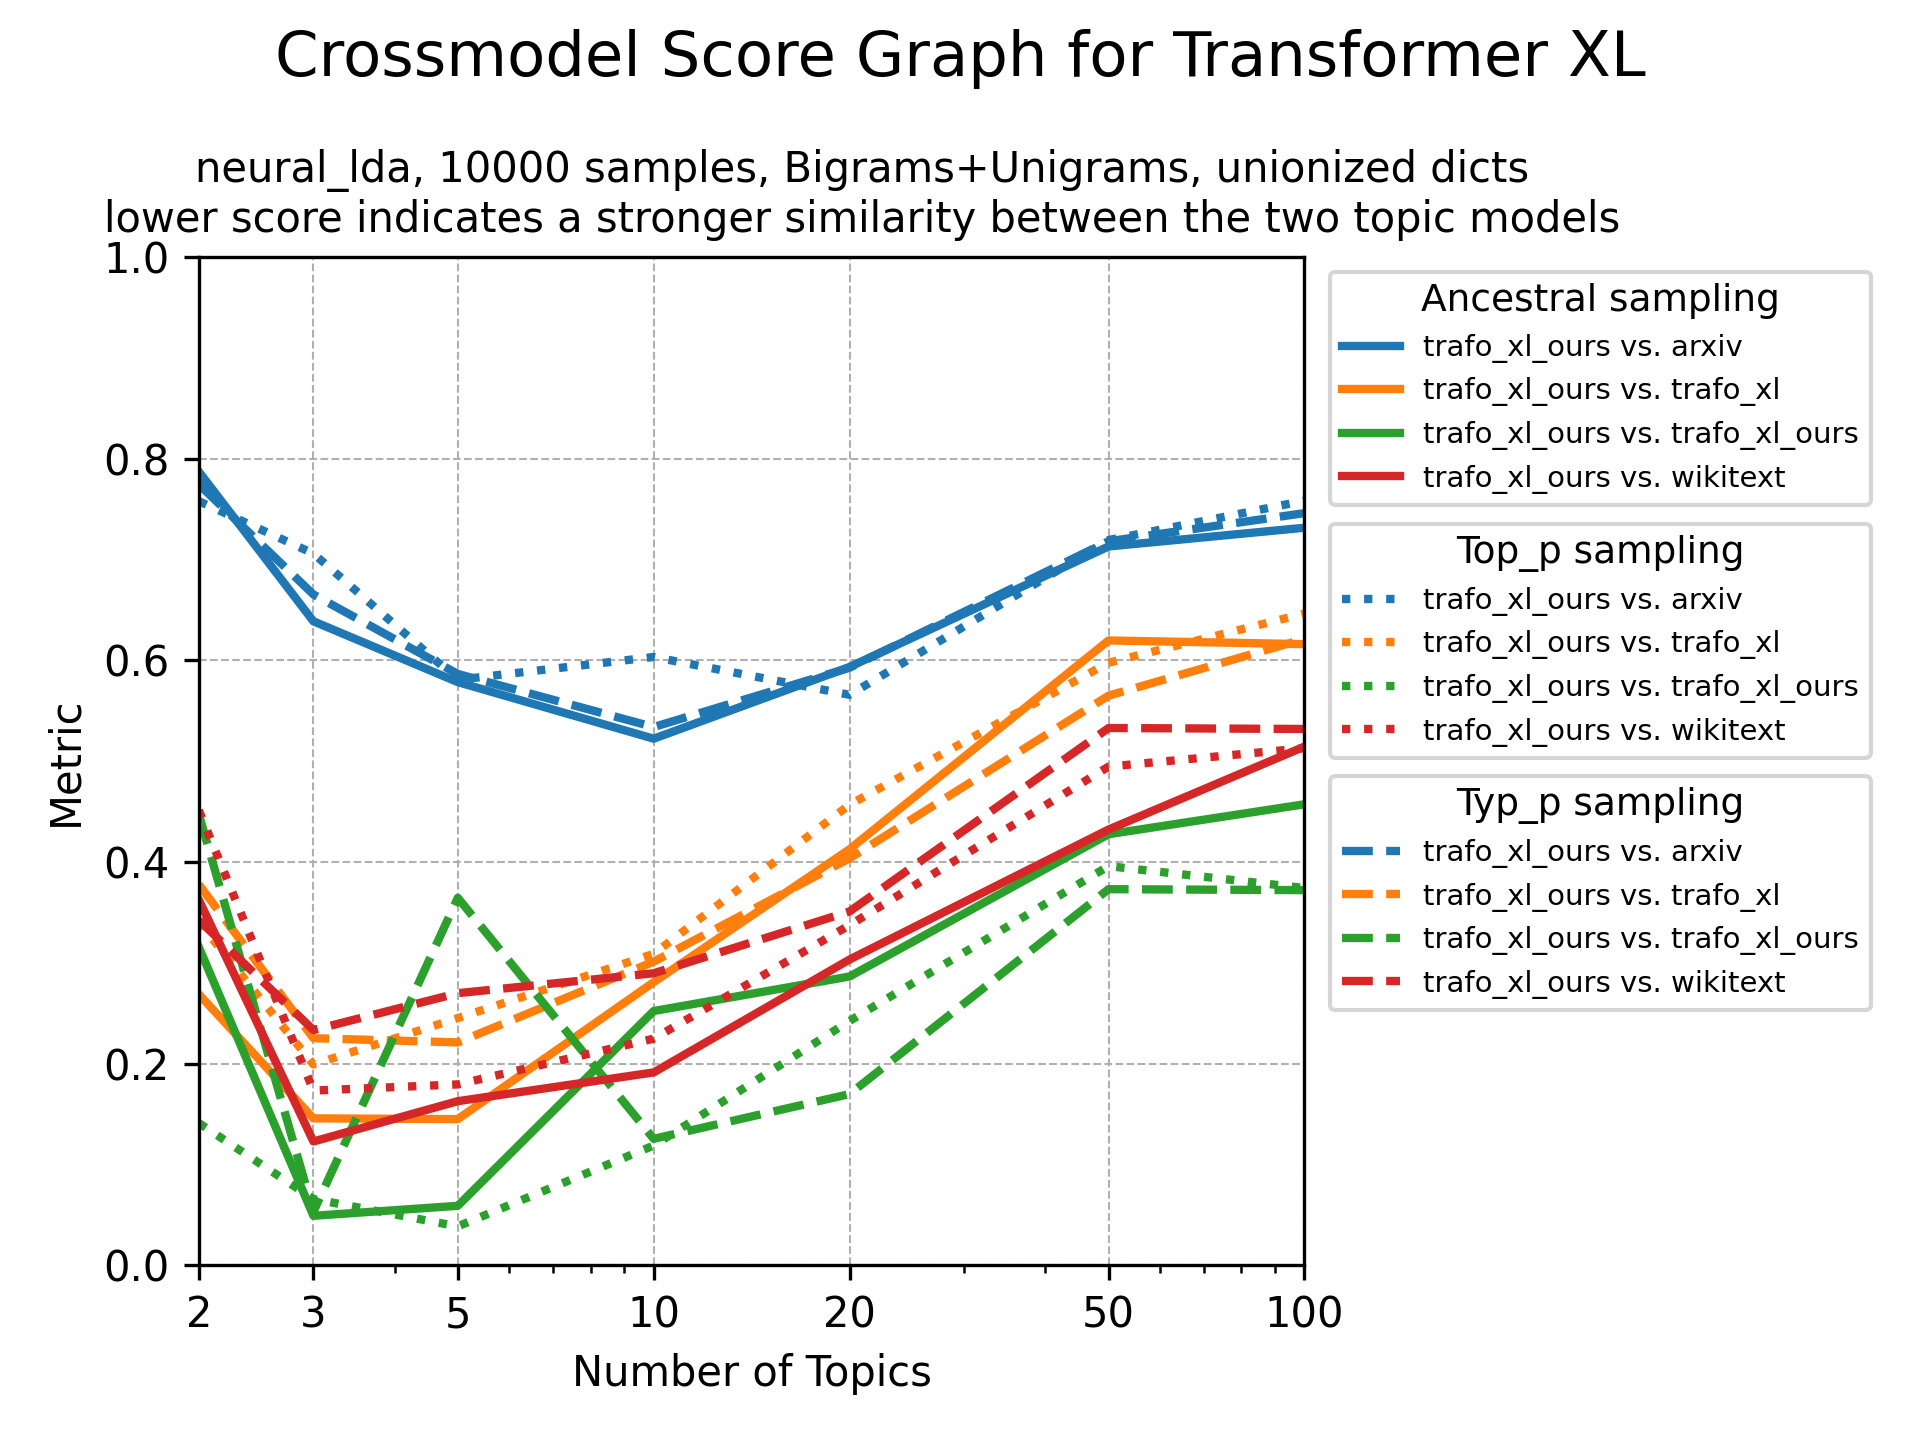 Crossmodel Score Graph for Transformer XL
neural_lda, 10000 samples, Bigrams+Unigrams, unionized dicts
lower score indicates a stronger similarity between the two topic models
1.0
0.8
0.6
0.4
0.2
0.0
Metric
2 3 5 10 20 50 100
Number of Topics
Ancestral sampling
trafo_xl_ours vs. arxiv
trafo_xl_ours vs. trafo_xl
trafo_xl_ours vs. trafo_xl_ours
trafo_xl_ours vs. wikitext
Top_p sampling
trafo_xl_ours vs. arxiv
trafo_xl_ours vs. trafo_xl
trafo_xl_ours vs. trafo_xl_ours
trafo_xl_ours vs. wikitext
Typ_p sampling
trafo_xl_ours vs. arxiv
trafo_xl_ours vs. trafo_xl
trafo_xl_ours vs. trafo_xl_ours
trafo_xl_ours vs. wikitext